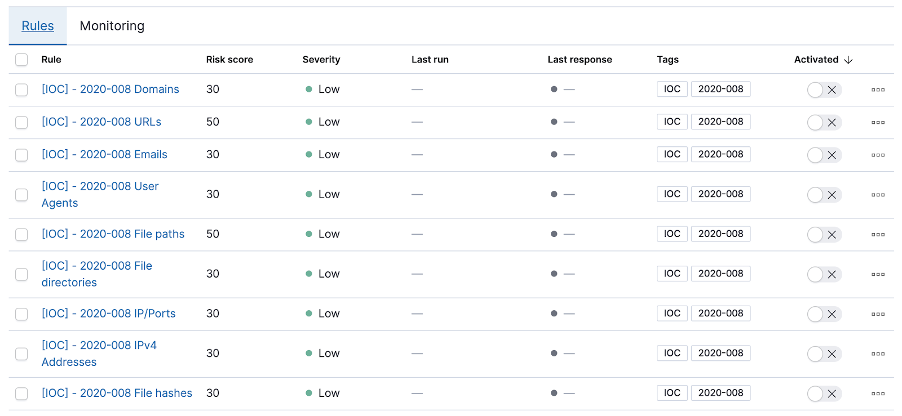 Rules Monitoring
Rule Risk score Severity Last run Last response Tags Activated ↓
[IOC] - 2020-008 Domains 30 Low — — IOC 2020-008
[IOC] - 2020-008 URLs 50 Low — — IOC 2020-008
[IOC] - 2020-008 Emails 30 Low — — IOC 2020-008
[IOC] - 2020-008 User
Agents 30 Low — — IOC 2020-008
[IOC] - 2020-008 File paths 50 Low — — IOC 2020-008
[IOC] - 2020-008 File
directories 30 Low — — IOC 2020-008
[IOC] - 2020-008 IP/Ports 30 Low — — IOC 2020-008
[IOC] - 2020-008 IPv4
Addresses 30 Low — — IOC 2020-008
[IOC] - 2020-008 File hashes 30 Low — — IOC 2020-008